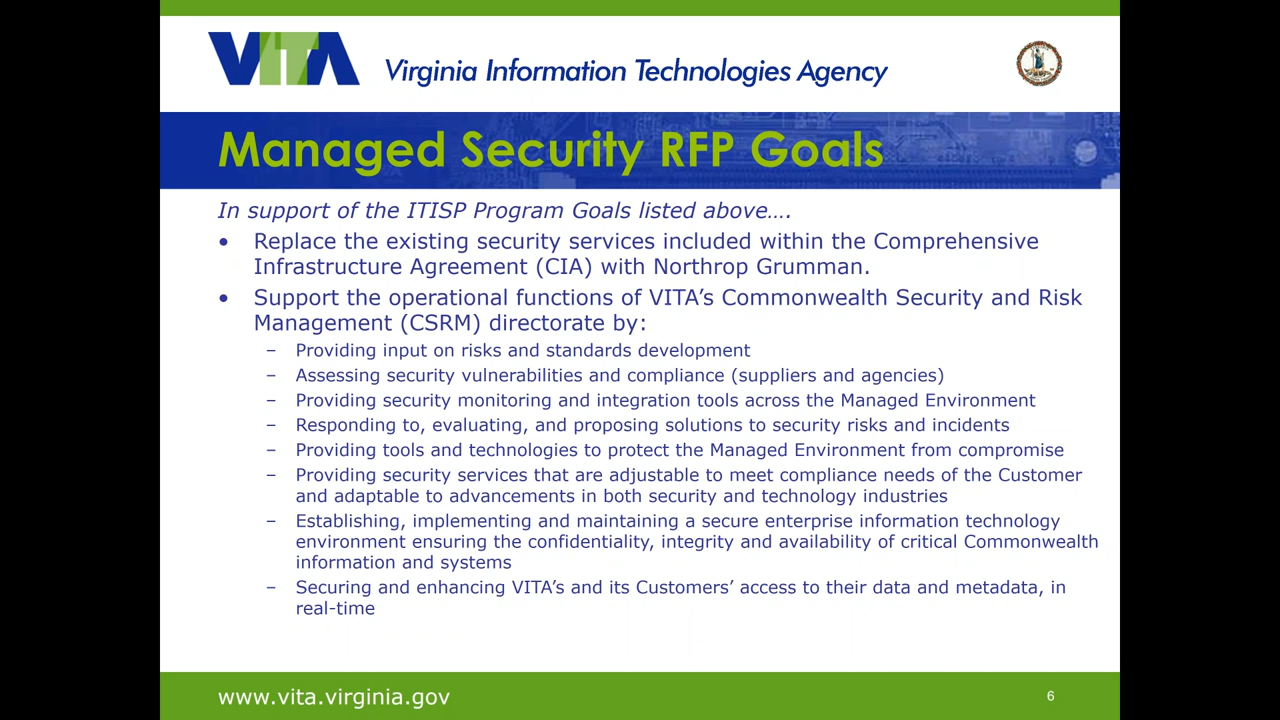 VITA
Virginia Information Technologies Agency
Managed Security RFP Goals
In support of the ITISP Program Goals listed above….
• Replace the existing security services included within the Comprehensive
Infrastructure Agreement (CIA) with Northrop Grumman.
• Support the operational functions of VITA’s Commonwealth Security and Risk
Management (CSRM) directorate by:
– Providing input on risks and standards development
– Assessing security vulnerabilities and compliance (suppliers and agencies)
– Providing security monitoring and integration tools across the Managed Environment
– Responding to, evaluating, and proposing solutions to security risks and incidents
– Providing tools and technologies to protect the Managed Environment from compromise
– Providing security services that are adjustable to meet compliance needs of the Customer
and adaptable to advancements in both security and technology industries
– Establishing, implementing and maintaining a secure enterprise information technology
environment ensuring the confidentiality, integrity and availability of critical Commonwealth
information and systems
– Securing and enhancing VITA’s and its Customers’ access to their data and metadata, in
real-time
www.vita.virginia.gov
6